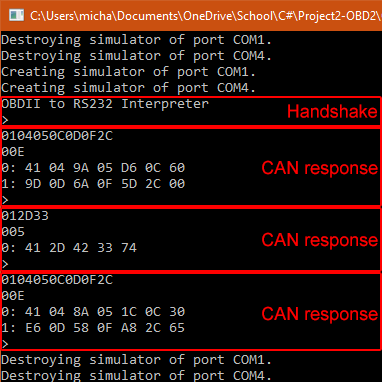 C:\Users\micha\Documents\OneDrive\School\C#\Project2-OBD2\
Destroying simulator of port COM1.
Destroying simulator of port COM4.
Creating simulator of port COM1.
Creating simulator of port COM4.
OBDII to RS232 Interpreter
Handshake
>
0104050C0D0F2C
00E
0: 41 04 9A 05 D6 0C 60
CAN response
1: 9D 0D 6A 0F 5D 2C 00
>
012D33
005
0: 41 2D 42 33 74
CAN response
>
0104050C0D0F2C
00E
0: 41 04 8A 05 1C 0C 30
CAN response
1: E6 0D 58 0F A8 2C 65
>
Destroying simulator of port COM1.
Destroying simulator of port COM4.